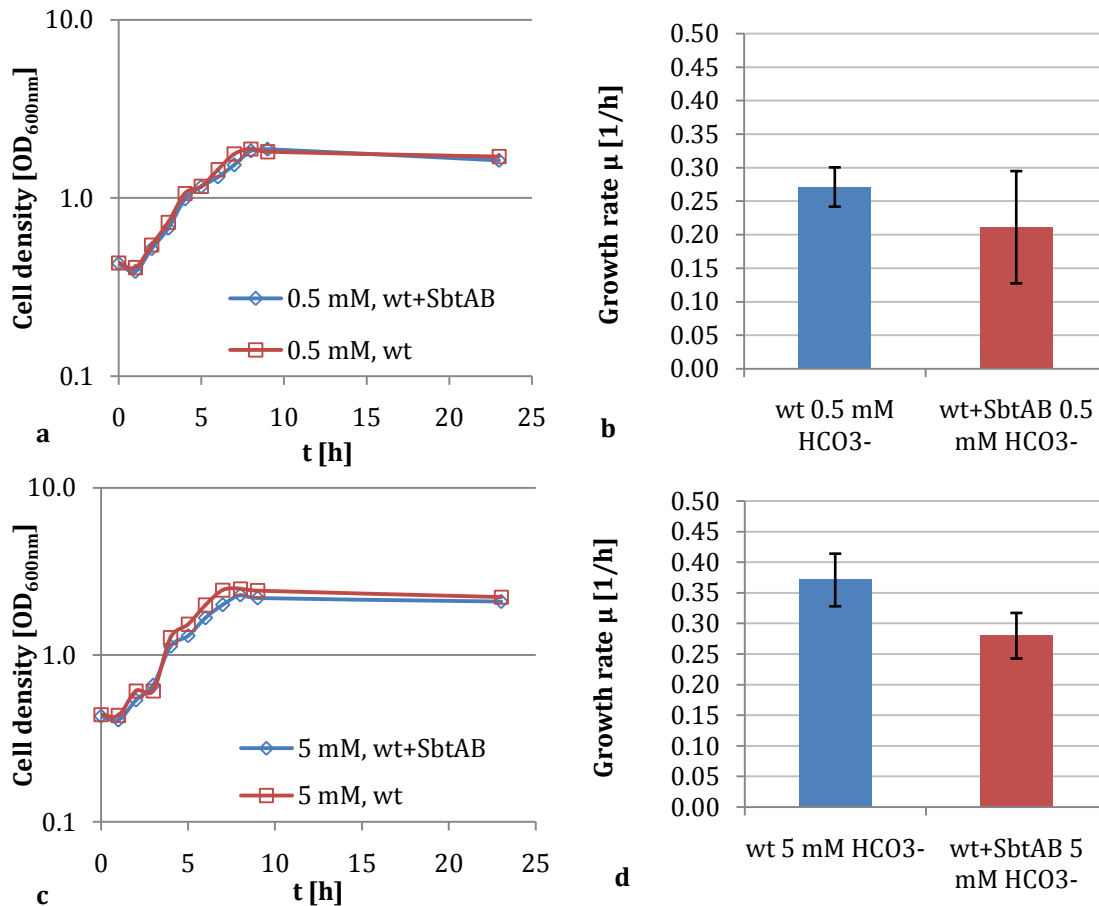 Cell density [OD600nm]
10.0
1.0
0.1
0 5 10 15 20 25
t [h]
0.5 mM, wt+SbtAB
0.5 mM, wt
a
Growth rate µ [1/h]
0.50
0.45
0.40
0.35
0.30
0.25
0.20
0.15
0.10
0.05
0.00
wt 0.5 mM
HCO3-
wt+SbtAB 0.5
mM HCO3-
b
Cell density [OD600nm]
10.0
1.0
0.1
0 5 10 15 20 25
t [h]
5 mM, wt+SbtAB
5 mM, wt
c
Growth rate µ [1/h]
0.50
0.45
0.40
0.35
0.30
0.25
0.20
0.15
0.10
0.05
0.00
wt 5 mM HCO3-
wt+SbtAB 5
mM HCO3-
d